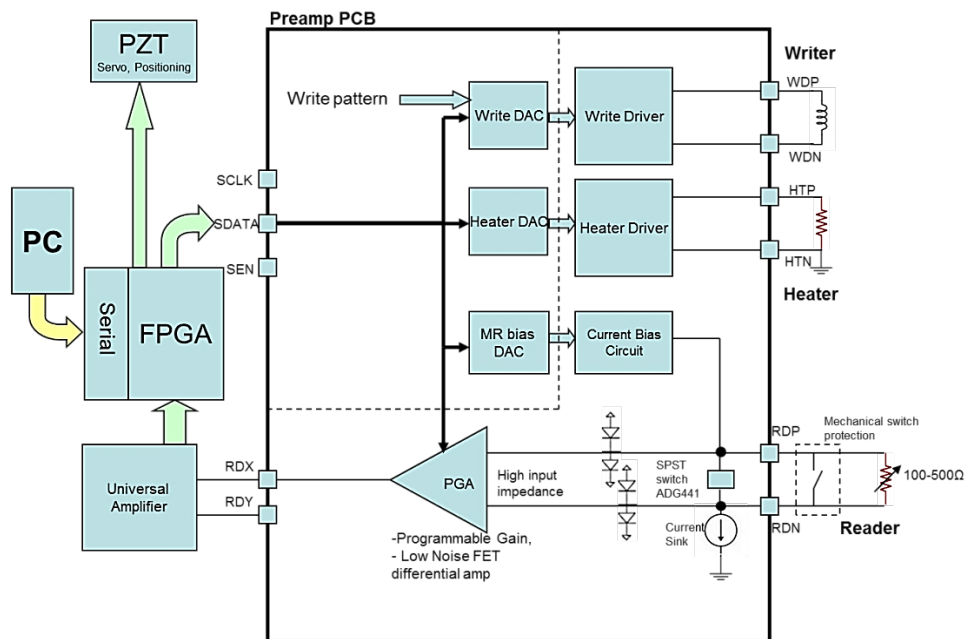 Preamp PCB
PZT
Servo, Positioning
Writer
WDP
Write pattern
Write DAC
Write Driver
WDN
SCLK
HTP
PC
SDATA
Heater DAC
Heater Driver
SEN
HTN
Heater
Serial
FPGA
MR bias
DAC
Current Bias
Circuit
Mechanical switch
protection
RDP
RDX
PGA
High input
impedance
SPST
switch
ADG441
100-500Ω
Universal
Amplifier
RDY
RDN
Reader
Current
Sink
-Programmable Gain,
- Low Noise FET
differential amp